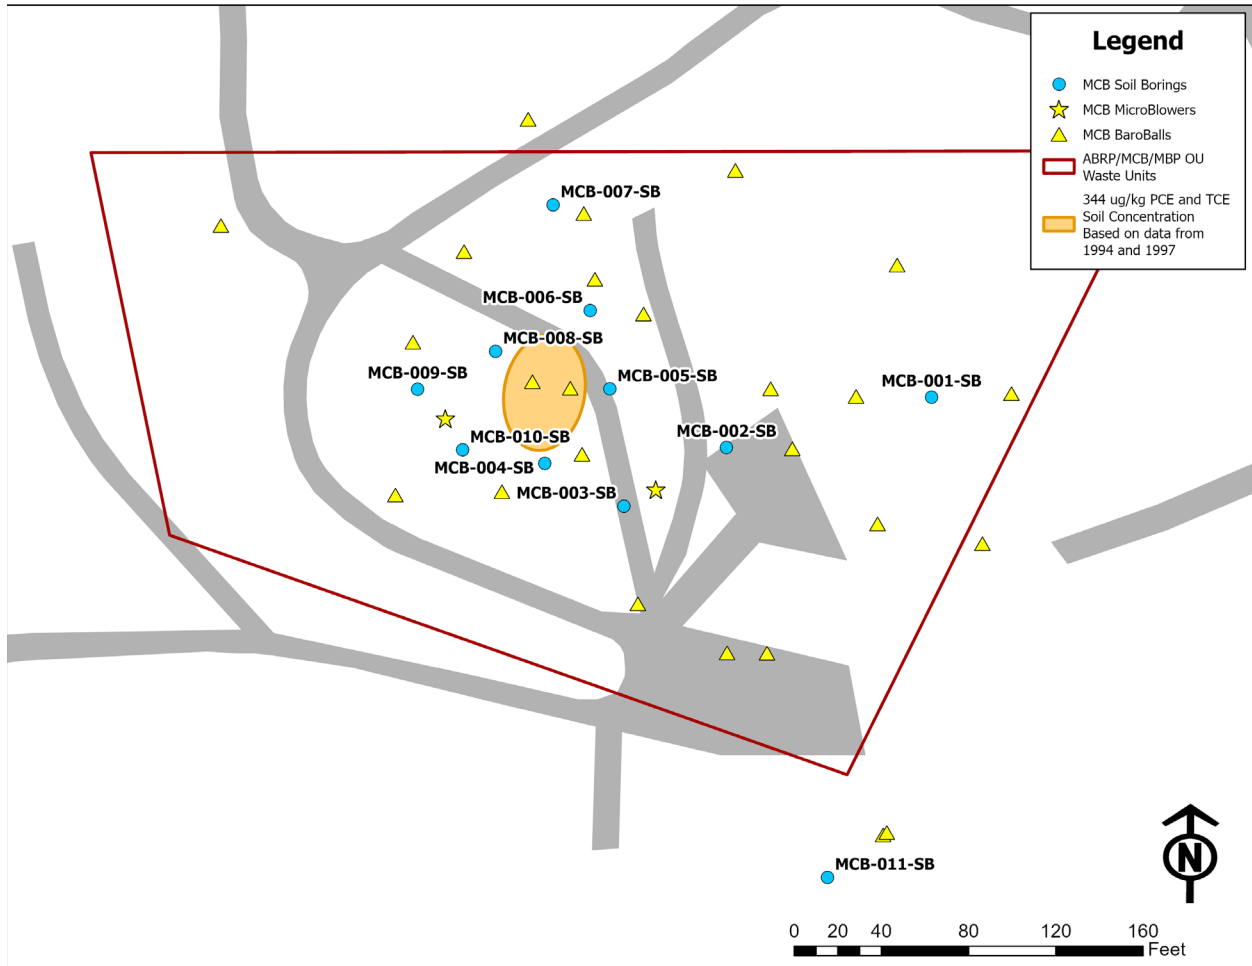 Legend
MCB Soil Borings
MCB MicroBlowers
MCB BaroBalls
ABRP/MCB/MBP OU
Waste Units
344 ug/kg PCE and TCE
Soil Concentration
Based on data from
1994 and 1997
MCB-007-SB
MCB-006-SB
MCB-008-SB
MCB-009-SB
MCB-005-SB
MCB-001-SB
MCB-010-SB
MCB-002-SB
MCB-004-SB
MCB-003-SB
MCB-011-SB
N
0 20 40 80 120 160
Feet